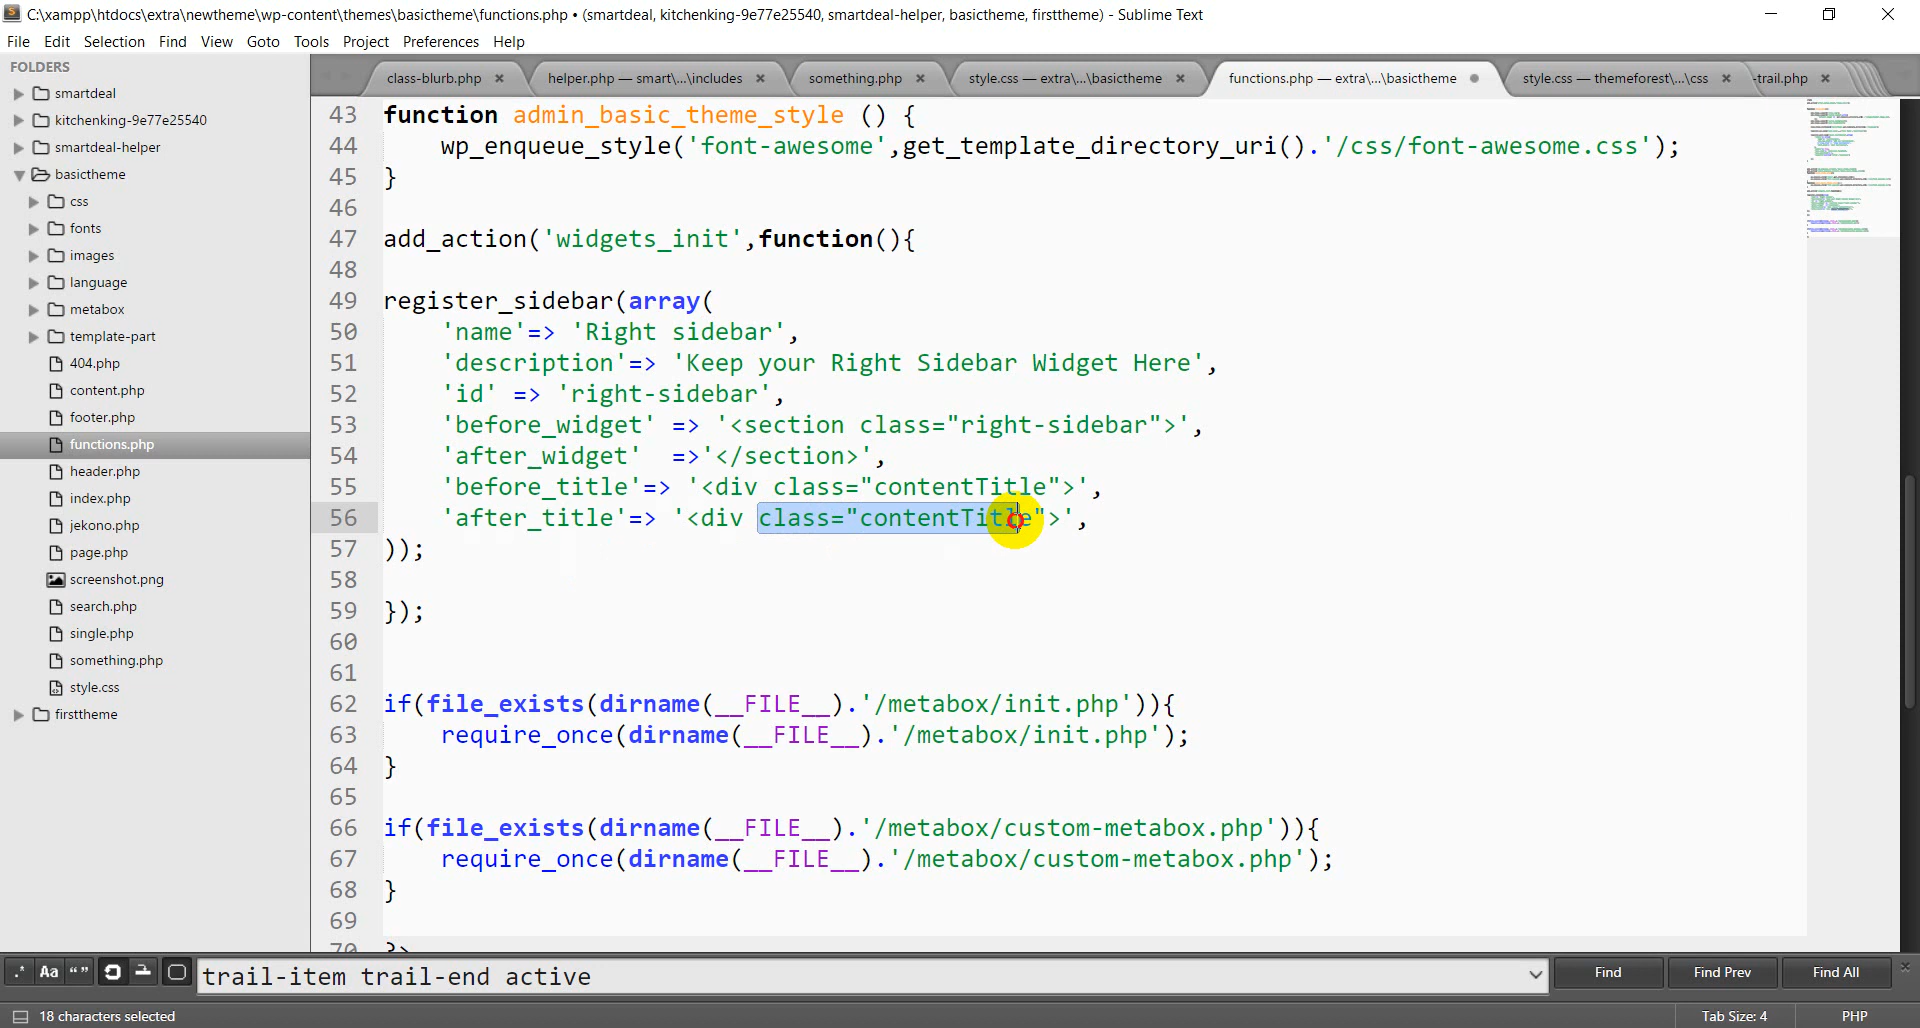 C:\xampp\htdocs\extra\newtheme\wp-content\themes\basictheme\functions.php • (smartdeal, kitchenking-9e77e25540, smartdeal-helper, basictheme, firsttheme) - Sublime Text
File Edit Selection Find View Goto Tools Project Preferences Help
FOLDERS
smartdeal
kitchenking-9e77e25540
smartdeal-helper
basictheme
css
fonts
images
language
metabox
template-part
404.php
content.php
footer.php
functions.php
header.php
index.php
jekono.php
page.php
screenshot.png
search.php
single.php
something.php
style.css
firsttheme
class-blurb.php × helper.php — smart\...\includes × something.php × style.css — extra\...\basictheme × functions.php — extra\...\basictheme • style.css — themeforest\...\css × -trail.php ×
43 function admin_basic_theme_style () {
44 wp_enqueue_style('font-awesome',get_template_directory_uri().'/css/font-awesome.css');
45 }
46
47 add_action('widgets_init',function(){
48
49 register_sidebar(array(
50 'name'=> 'Right sidebar',
51 'description'=> 'Keep your Right Sidebar Widget Here',
52 'id' => 'right-sidebar',
53 'before_widget' => '<section class="right-sidebar">',
54 'after_widget' =>'</section>',
55 'before_title'=> '<div class="contentTitle">',
56 'after_title'=> '<div class="contentTitle">',
57 ));
58
59 });
60
61
62 if(file_exists(dirname(__FILE__).'/metabox/init.php')){
63 require_once(dirname(__FILE__).'/metabox/init.php');
64 }
65
66 if(file_exists(dirname(__FILE__).'/metabox/custom-metabox.php')){
67 require_once(dirname(__FILE__).'/metabox/custom-metabox.php');
68 }
69
70 ?>
.* Aa “” trail-item trail-end active Find Find Prev Find All ×
18 characters selected Tab Size: 4 PHP